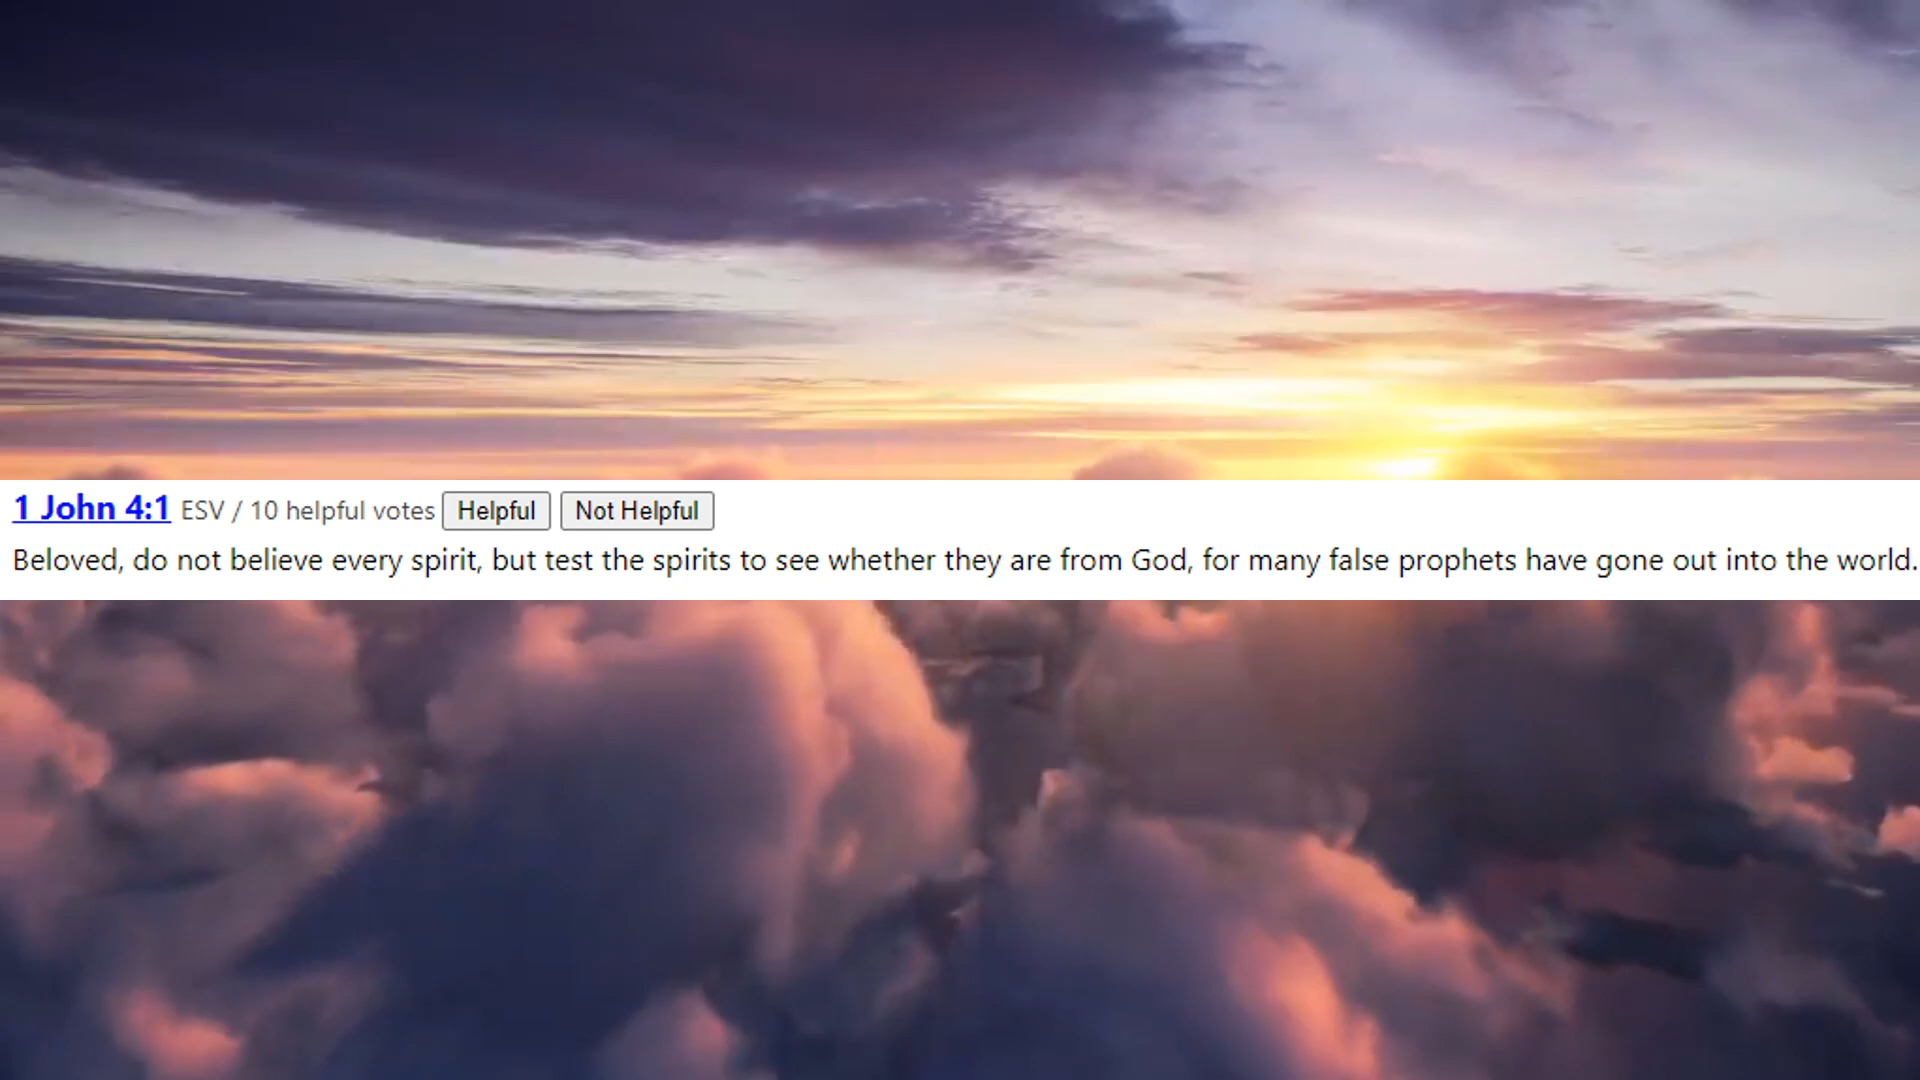 1 John 4:1 ESV / 10 helpful votes Helpful Not Helpful
Beloved, do not believe every spirit, but test the spirits to see whether they are from God, for many false prophets have gone out into the world.